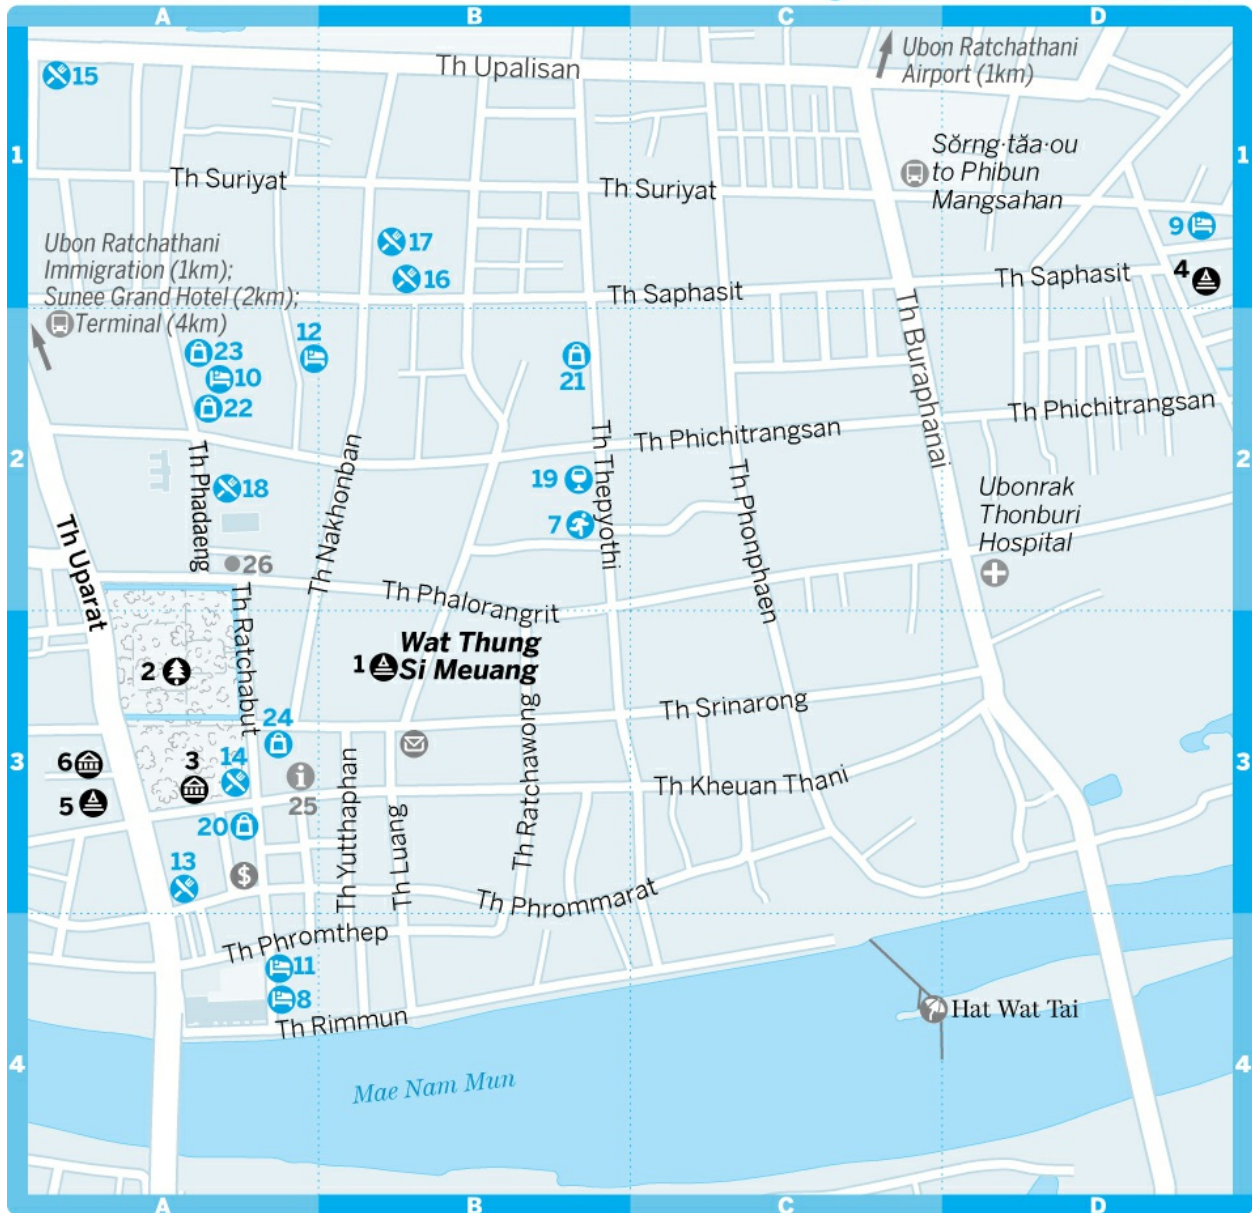 A
B
C
D
Th Upalisan
Ubon Ratchathani
Airport (1km)
15
1
1
Sŏrng·tăa·ou
to Phibun
Mangsahan
Th Suriyat
Th Suriyat
9
17
Ubon Ratchathani
Immigration (1km);
Sunee Grand Hotel (2km);
Terminal (4km)
16
Th Saphasit
Th Saphasit
4
12
Th Buraphanai
23
10
21
22
Th Phichitrangsan
Th Phichitrangsan
2
2
Th Phadaeng
Th Nakhonban
Th Thepyothi
Th Phonphaen
19
18
7
Ubonrak
Thonburi
Hospital
Th Uparat
26
Th Phalorangrit
Th Ratchabut
Wat Thung
1
Si Meuang
2
Th Srinarong
Th Ratchawong
24
3
3
6
3
14
25
Th Kheuan Thani
5
20
Th Yutthaphan
Th Luang
13
$
Th Phrommarat
Th Phromthep
11
8
Th Rimmun
Hat Wat Tai
4
4
Mae Nam Mun
A
B
C
D